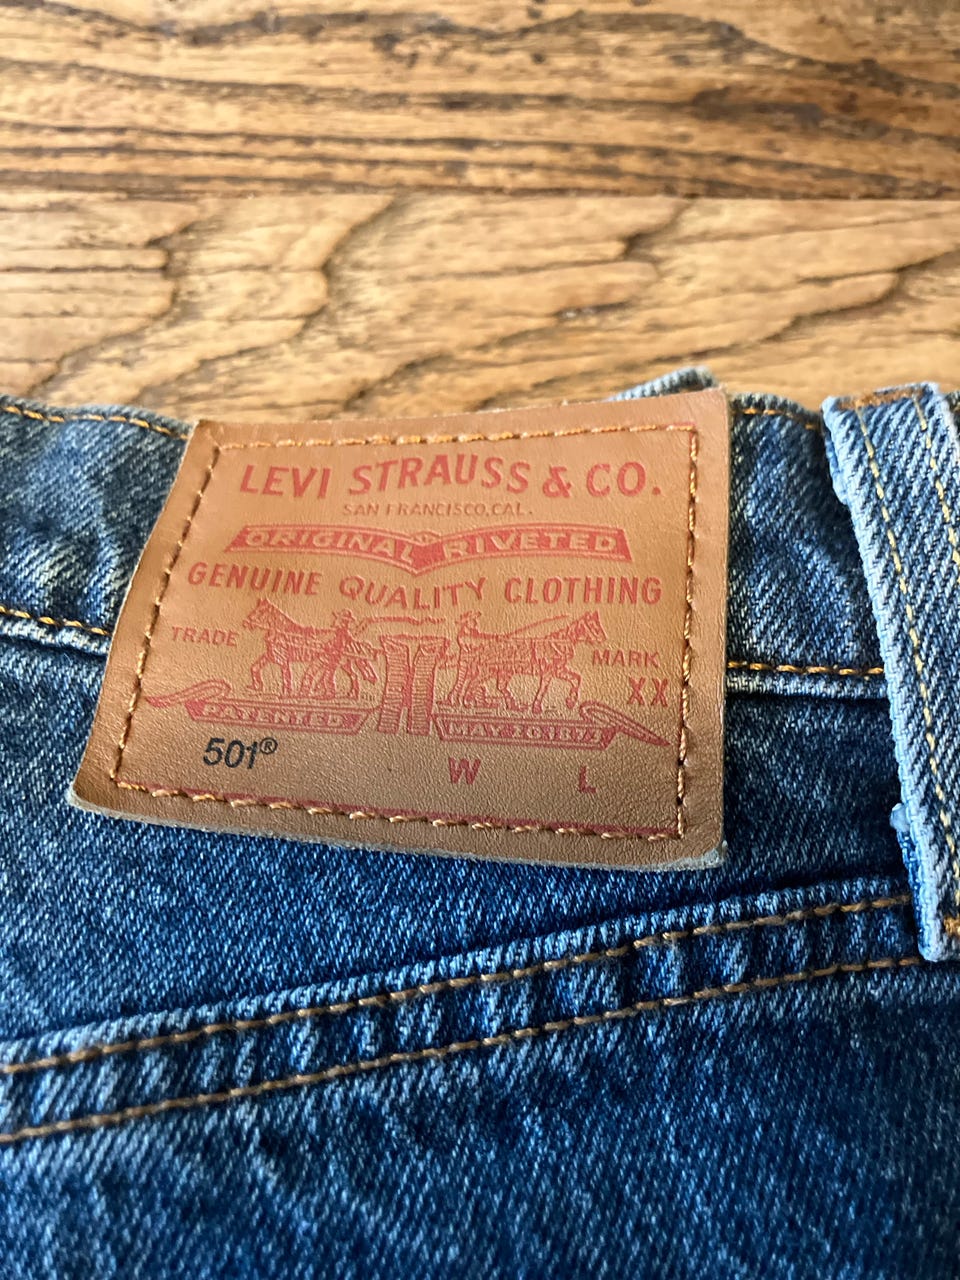 LEVI STRAUSS & CO.
SAN FRANCISCO, CAL.
ORIGINAL RIVETED
GENUINE QUALITY CLOTHING
TRADE MARK
XX
PATENTED MAY 20 1873
501®
W L